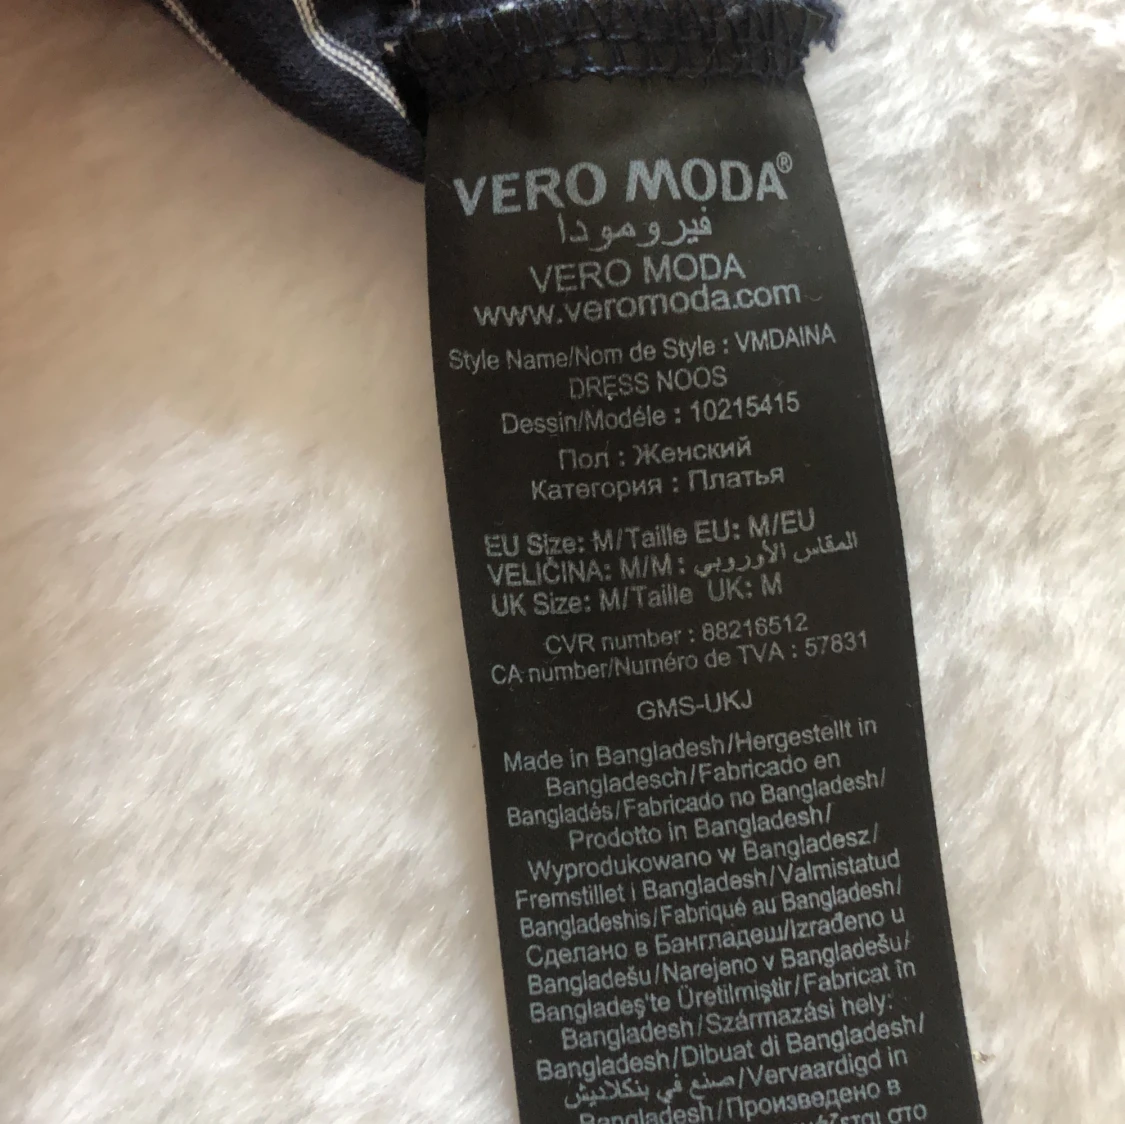 VERO MODA®
فيرومودا
VERO MODA
www.veromoda.com
Style Name/Nom de Style : VMDAINA
DRESS NOOS
Dessin/Modéle : 10215415
Пол : Женский
Категория : Платья
EU Size: M/Taille EU: M/EU
VELIČINA: M/M : المقاس الأوروبي
UK Size: M/Taille UK: M
CVR number : 88216512
CA number/Numéro de TVA : 57831
GMS-UKJ
Made in Bangladesh/Hergestellt in
Bangladesch/Fabricado en
Bangladés/Fabricado no Bangladesh/
Prodotto in Bangladesh/
Wyprodukowano w Bangladesz/
Fremstillet i Bangladesh/Valmistatud
Bangladeshis/Fabriqué au Bangladesh/
Сделано в Бангладеш/Izrađeno u
Bangladešu/Narejeno v Bangladešu/
Bangladeş'te Üretilmiştir/Fabricat în
Bangladesh/Származási hely:
Bangladesh/Dibuat di Bangladesh/
صنع في بنكلاديش/Vervaardigd in
Bangladesh/Произведено в
στο